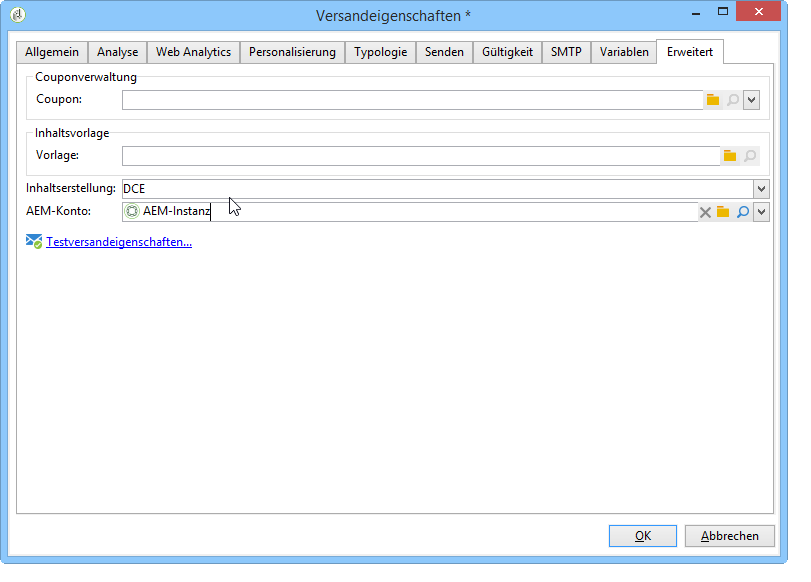 Versandeigenschaften *
Allgemein Analyse Web Analytics Personalisierung Typologie Senden Gültigkeit SMTP Variablen Erweitert
Couponverwaltung
Coupon:
Inhaltsvorlage
Vorlage:
Inhaltserstellung: DCE
AEM-Konto: AEM-Instanz
Testversandeigenschaften...
OK Abbrechen